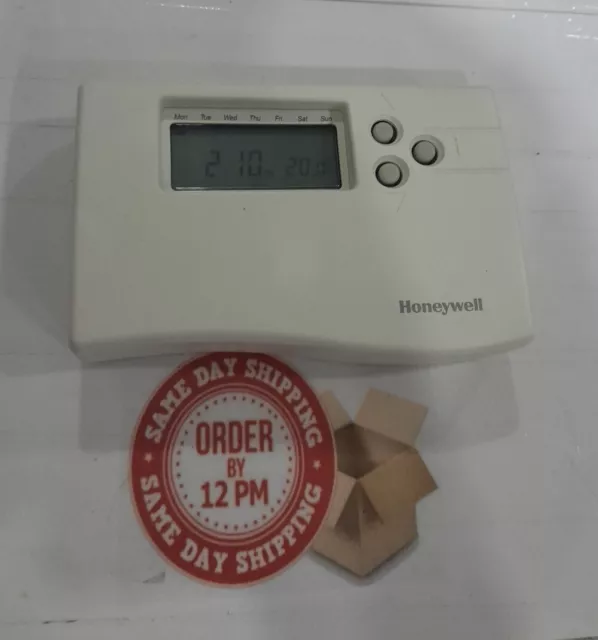 Mon Tue Wed Thu Fri Sat Sun
2 10 20
Honeywell
SAME DAY SHIPPING
ORDER
BY
12 PM
SAME DAY SHIPPING